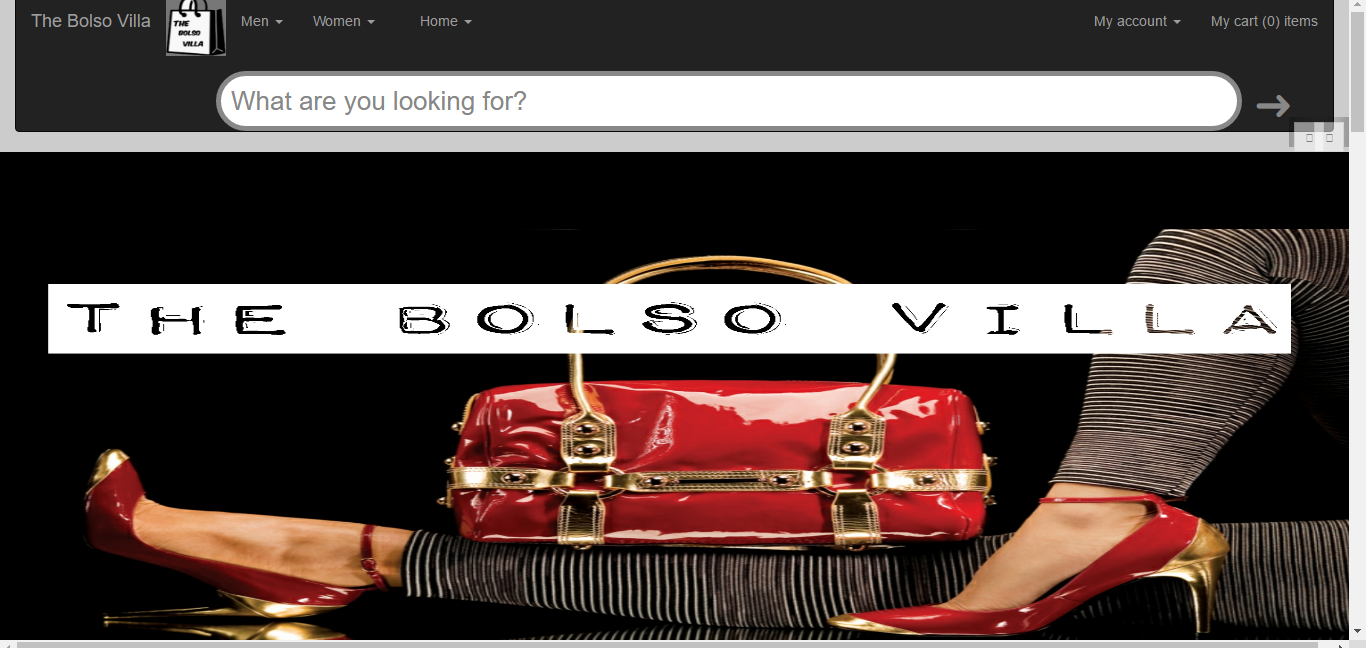 The Bolso Villa
THE
BOLSO
VILLA
Men
Women
Home
My account
My cart (0) items
What are you looking for?
THE BOLSO VILLA